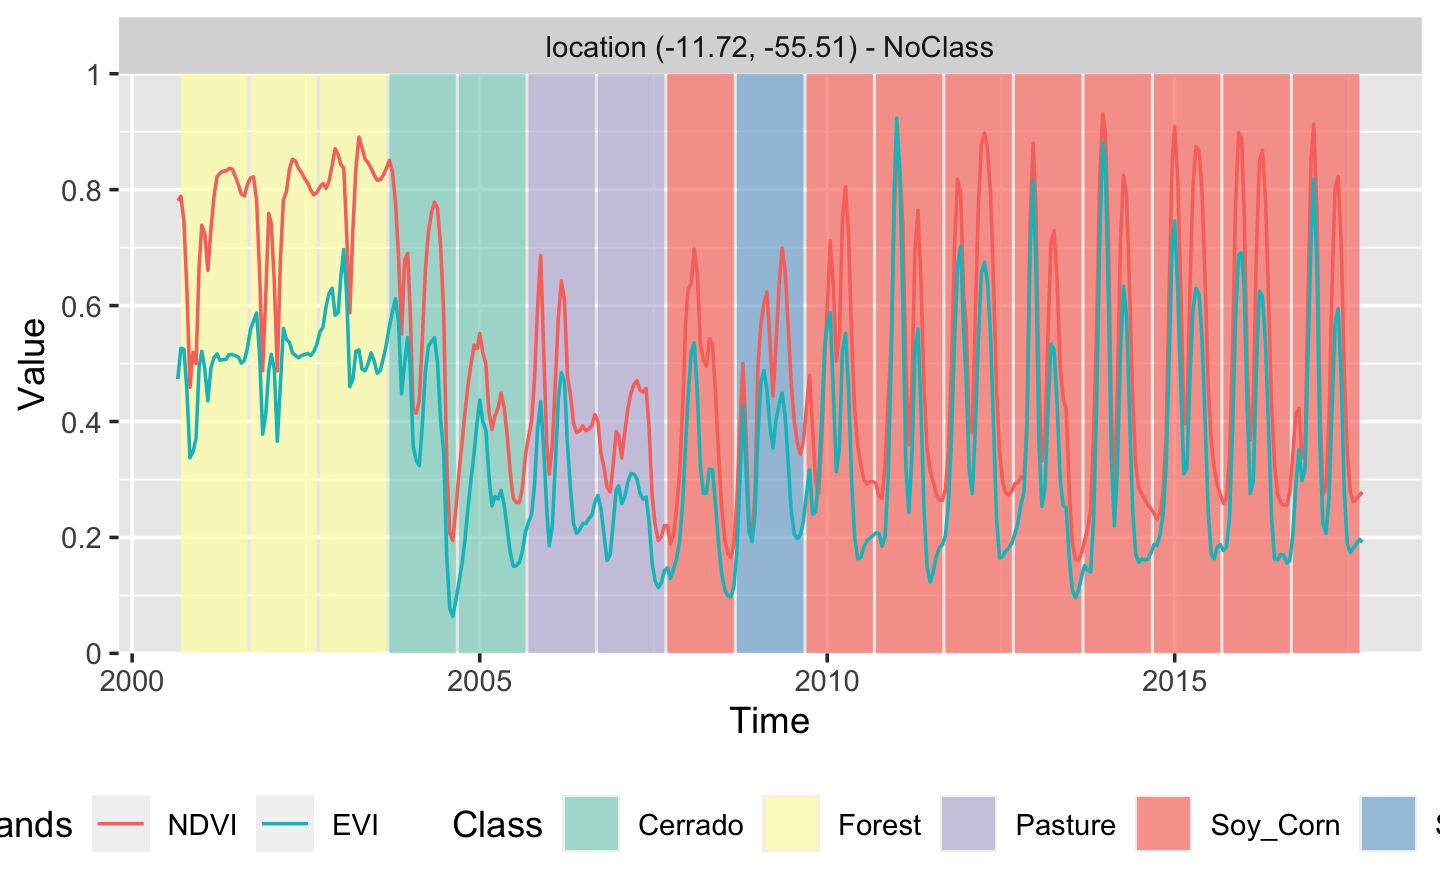 location (-11.72, -55.51) - NoClass
1
0.8
0.6
0.4
0.2
0
Value
2000 2005 2010 2015
Time
ands NDVI EVI Class Cerrado Forest Pasture Soy_Corn